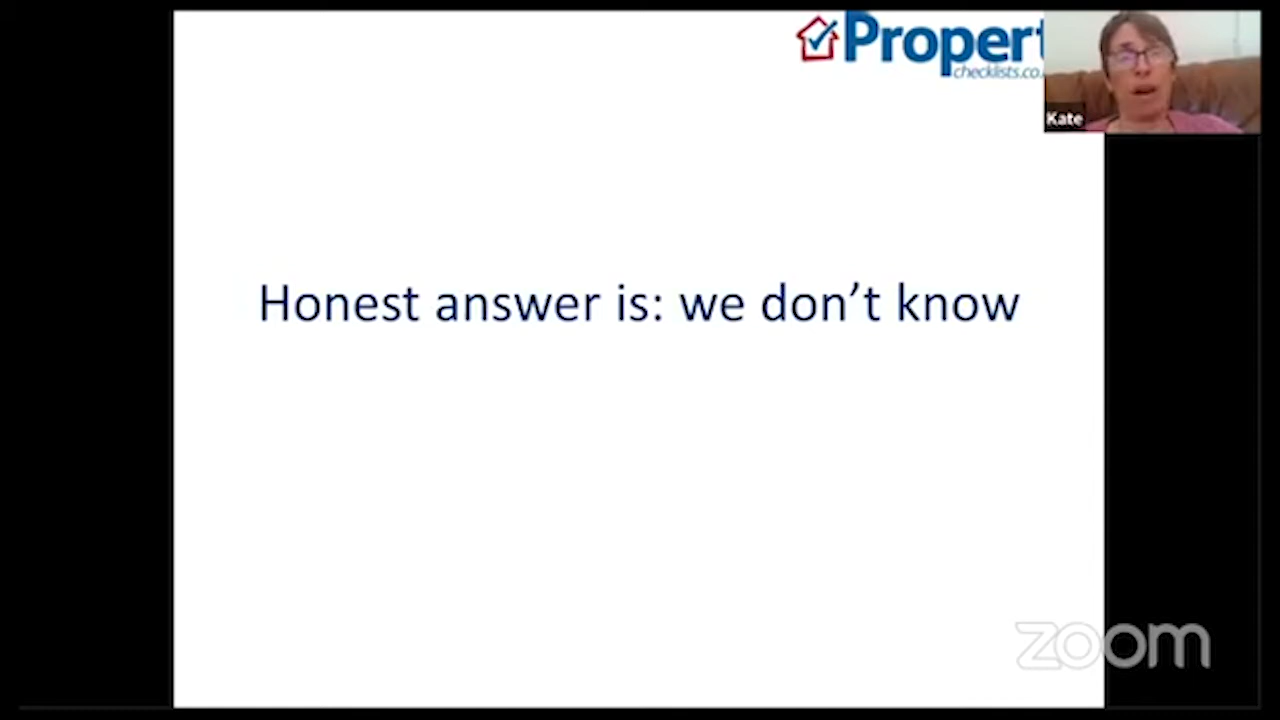 Propert
checklists.co.
Kate
Honest answer is: we don’t know
zoom